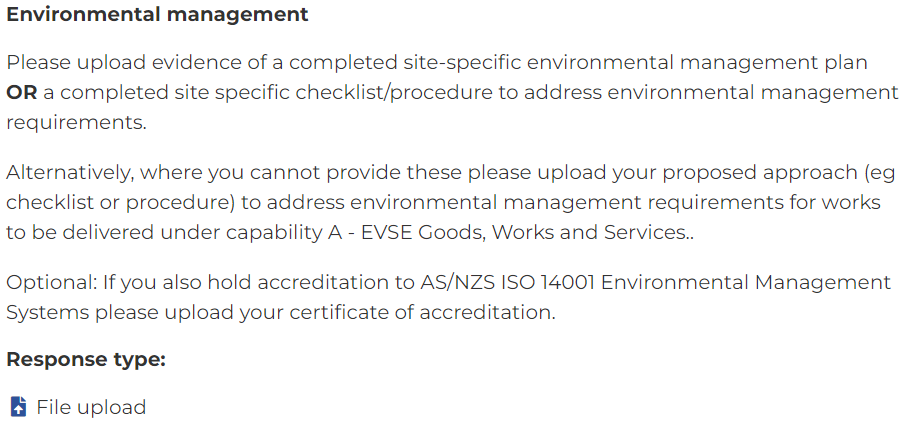 Environmental management
Please upload evidence of a completed site-specific environmental management plan
OR a completed site specific checklist/procedure to address environmental management
requirements.
Alternatively, where you cannot provide these please upload your proposed approach (eg
checklist or procedure) to address environmental management requirements for works
to be delivered under capability A - EVSE Goods, Works and Services..
Optional: If you also hold accreditation to AS/NZS ISO 14001 Environmental Management
Systems please upload your certificate of accreditation.
Response type:
File upload